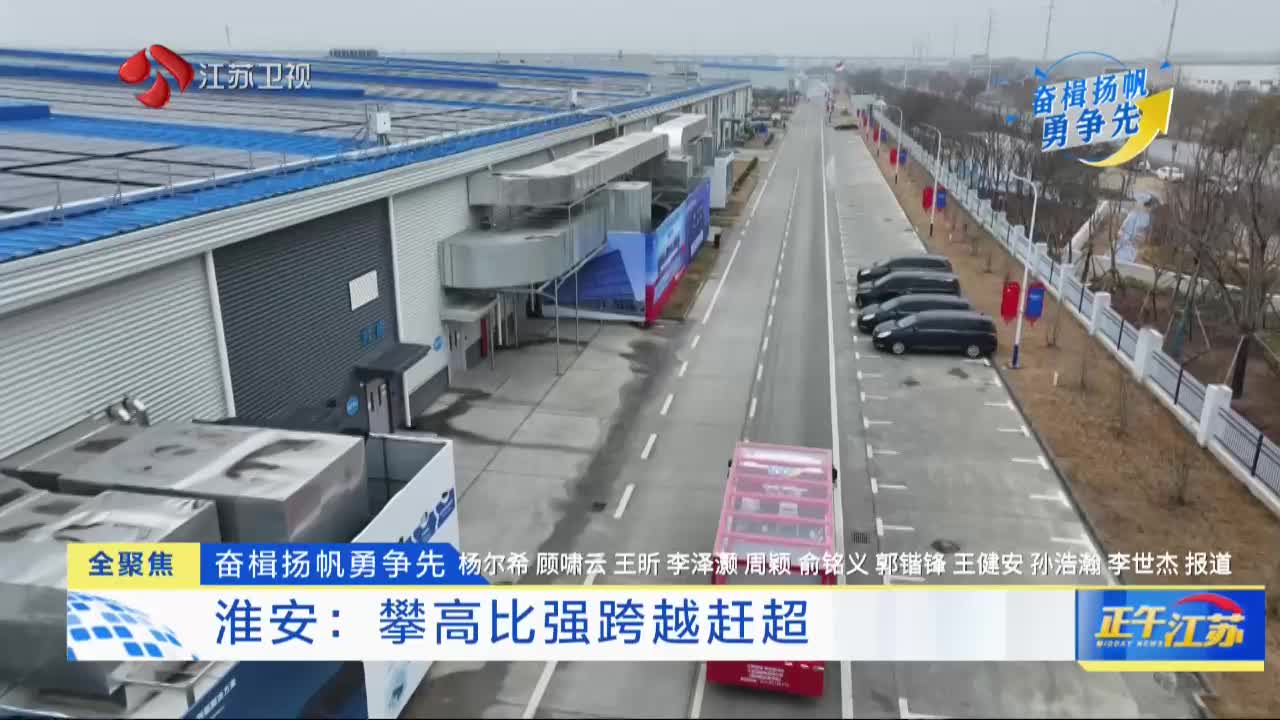 江苏卫视
奋楫扬帆
勇争先
全聚焦
奋楫扬帆勇争先 杨尔希 顾啸云 王昕 李泽灏 周颖 俞铭义 郭锴锋 王健安 孙浩瀚 李世杰 报道
淮安：攀高比强跨越赶超
正午江苏
MIDDAY NEWS